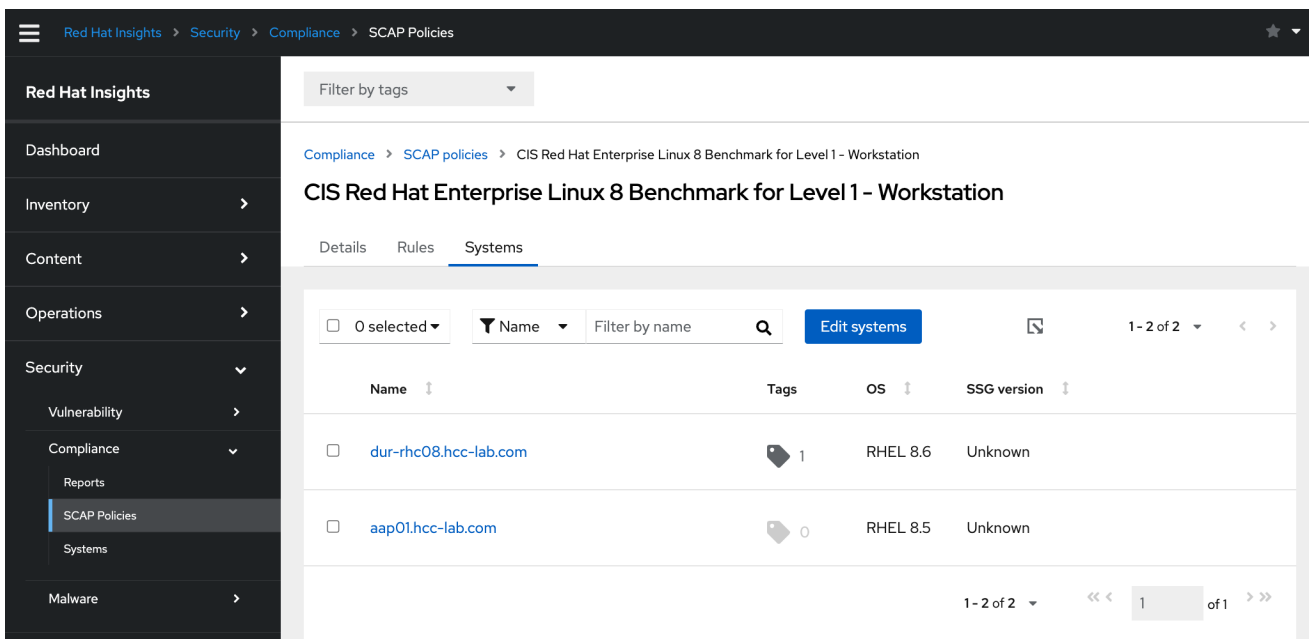 Red Hat Insights > Security > Compliance > SCAP Policies
Red Hat Insights
Dashboard
Inventory
Content
Operations
Security
Vulnerability
Compliance
Reports
SCAP Policies
Systems
Malware
Filter by tags
Compliance > SCAP policies > CIS Red Hat Enterprise Linux 8 Benchmark for Level 1 - Workstation
CIS Red Hat Enterprise Linux 8 Benchmark for Level 1 - Workstation
Details Rules Systems
0 selected Name Filter by name Edit systems 1 - 2 of 2
Name Tags OS SSG version
dur-rhc08.hcc-lab.com 1 RHEL 8.6 Unknown
aap01.hcc-lab.com 0 RHEL 8.5 Unknown
1 - 2 of 2 1 of 1